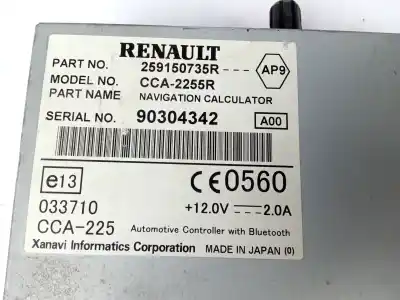 RENAULT
PART NO. 259150735R--- AP9
MODEL NO. CCA-2255R
PART NAME NAVIGATION CALCULATOR
SERIAL NO. 90304342 A00
e13 CE0560
033710 +12.0V⎓2.0A
CCA-225 Automotive Controller with Bluetooth
Xanavi Informatics Corporation MADE IN JAPAN (0)